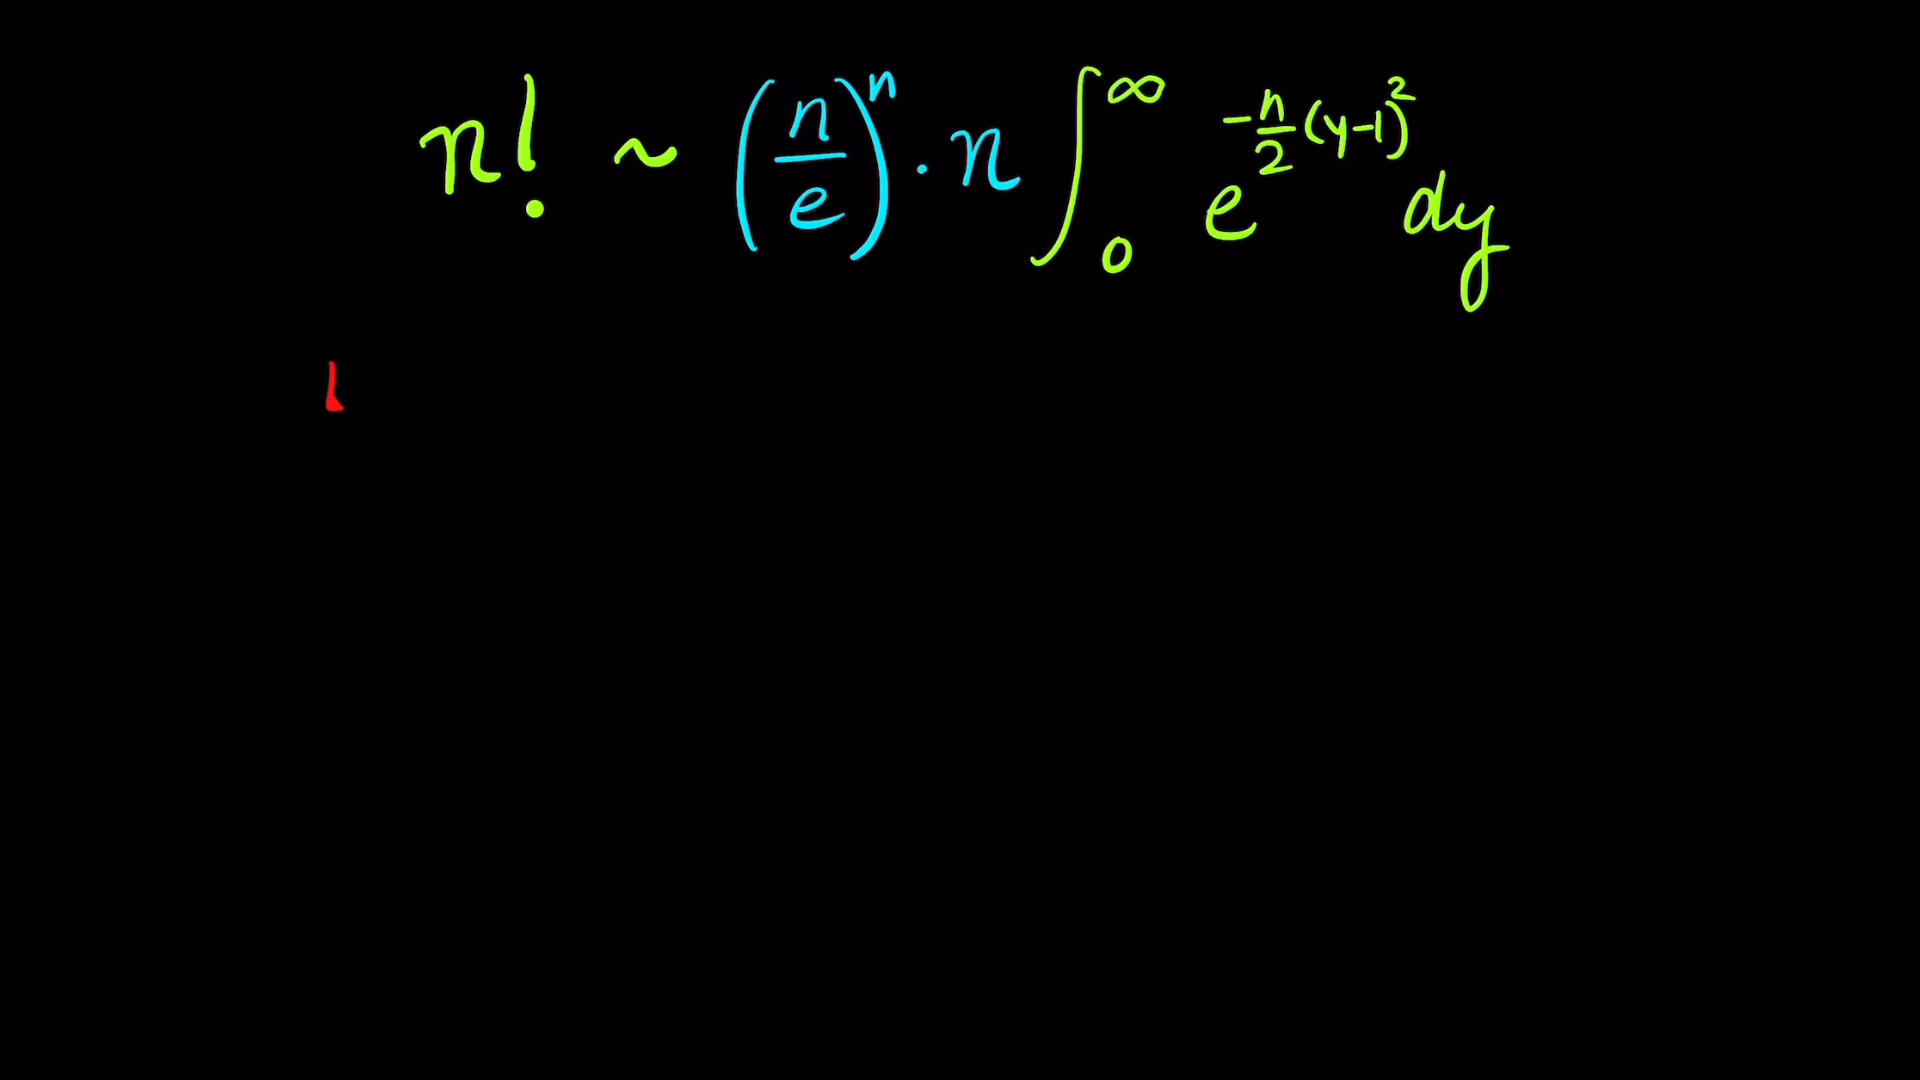 n! ~ (n/e)^n · n ∫_0^∞ e^{-n/2 (y-1)^2} dy